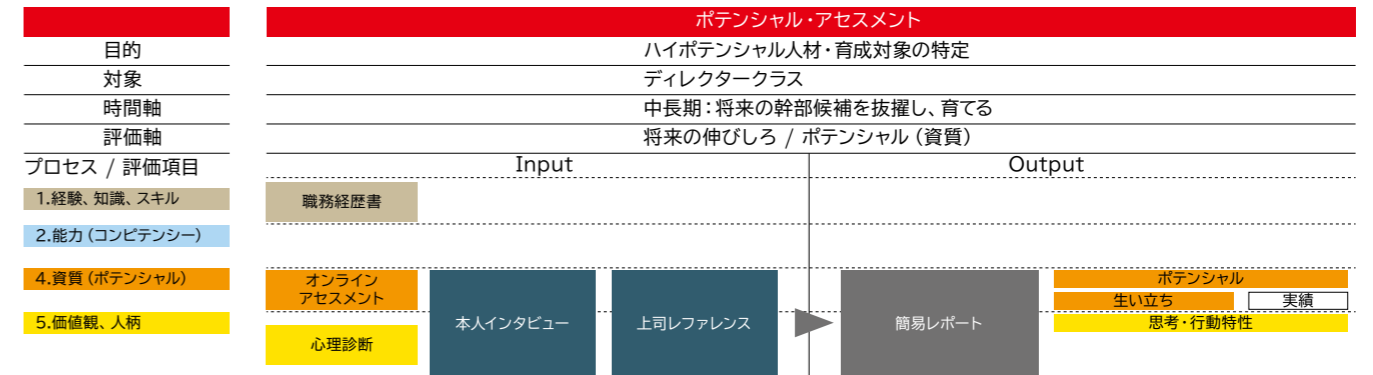 ポテンシャル・アセスメント
目的
ハイポテンシャル人材・育成対象の特定
対象
ディレクタークラス
時間軸
中長期：将来の幹部候補を抜擢し、育てる
評価軸
将来の伸びしろ / ポテンシャル（資質）
プロセス / 評価項目
Input
Output
1.経験、知識、スキル
職務経歴書
2.能力（コンピテンシー）
4.資質（ポテンシャル）
オンライン
アセスメント
本人インタビュー
上司レファレンス
簡易レポート
ポテンシャル
生い立ち
実績
5.価値観、人柄
心理診断
思考・行動特性